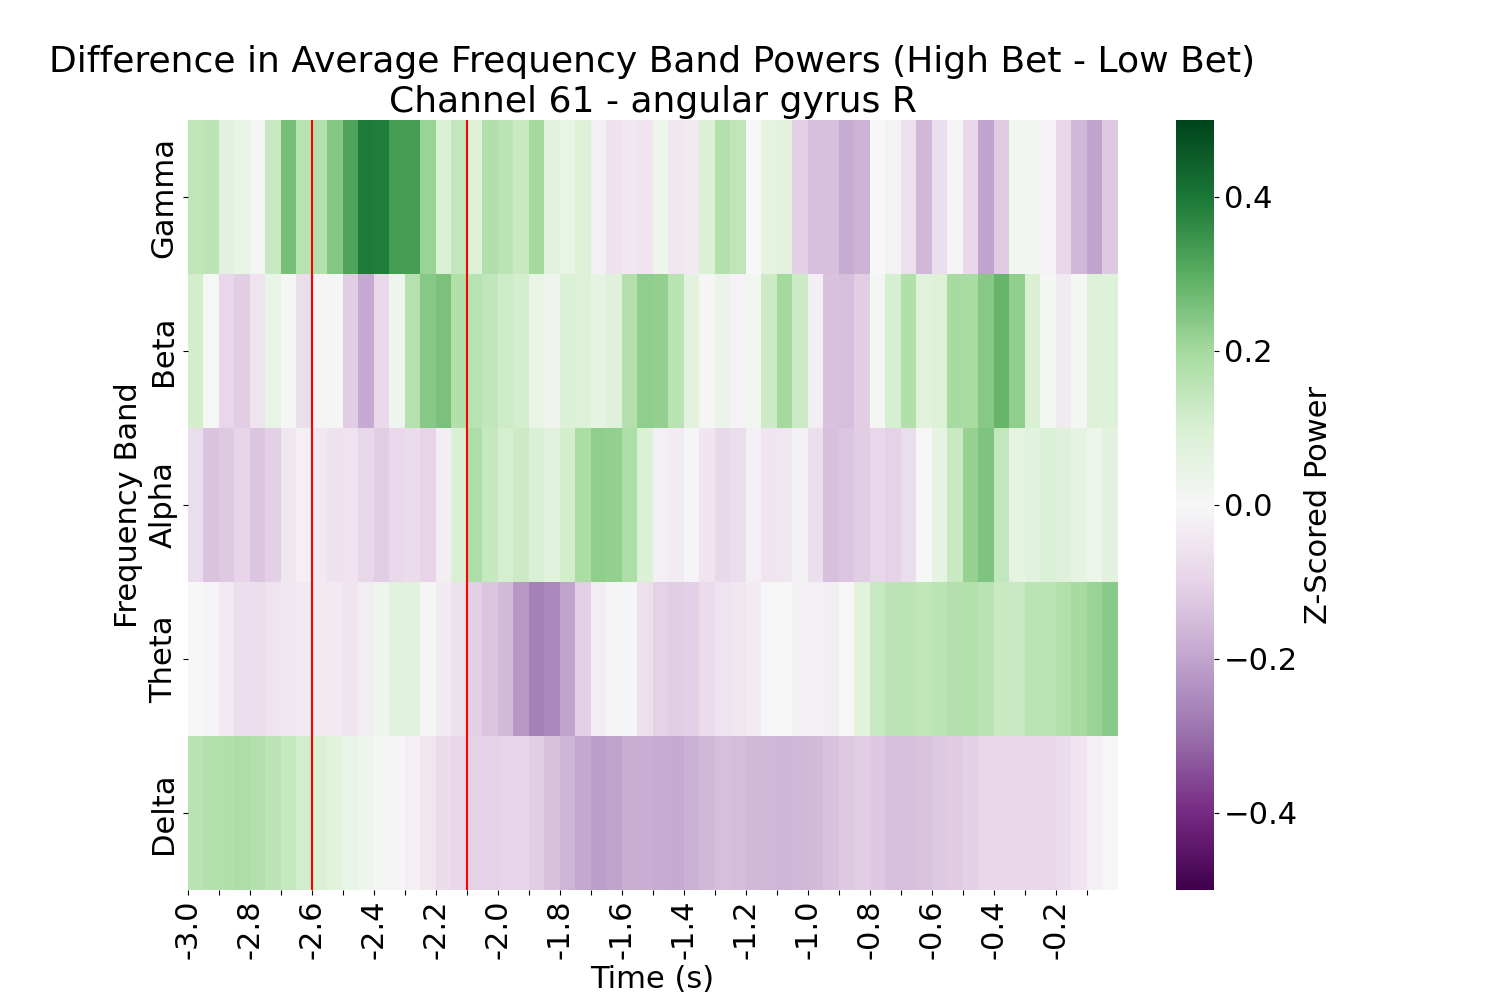 Difference in Average Frequency Band Powers (High Bet - Low Bet)
Channel 61 - angular gyrus R
Frequency Band
Gamma
Beta
Alpha
Theta
Delta
-3.0
-2.8
-2.6
-2.4
-2.2
-2.0
-1.8
-1.6
-1.4
-1.2
-1.0
-0.8
-0.6
-0.4
-0.2
Time (s)
0.4
0.2
0.0
−0.2
−0.4
Z-Scored Power